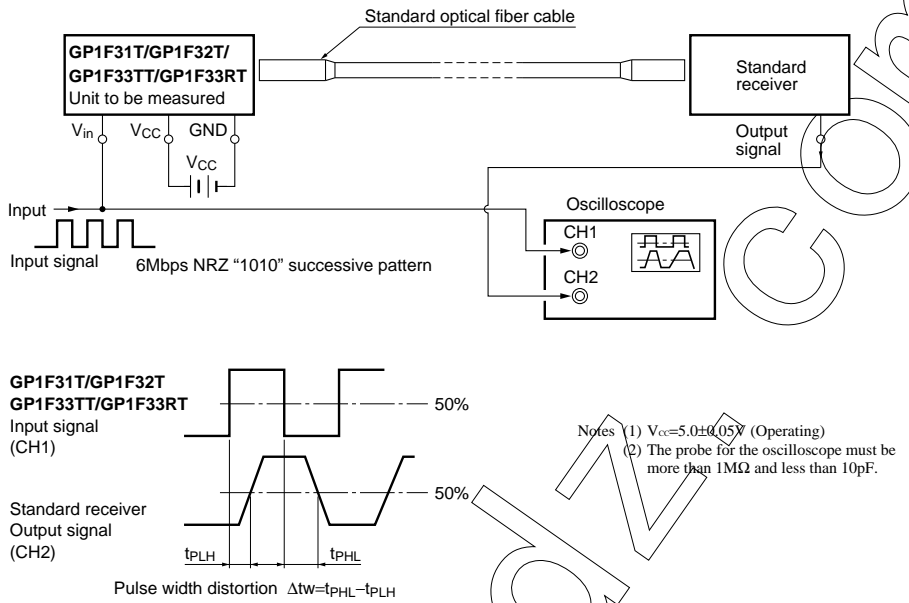 Standard optical fiber cable
GP1F31T/GP1F32T/
GP1F33TT/GP1F33RT
Unit to be measured
Standard
receiver
Vin
VCC
GND
VCC
Output
signal
Input
Input signal
6Mbps NRZ “1010” successive pattern
Oscilloscope
CH1
CH2
GP1F31T/GP1F32T
GP1F33TT/GP1F33RT
Input signal
(CH1)
50%
Notes (1) Vcc=5.0±0.05V (Operating)
(2) The probe for the oscilloscope must be
more than 1MΩ and less than 10pF.
Standard receiver
Output signal
(CH2)
50%
tPLH
tPHL
Pulse width distortion Δtw=tPHL−tPLH